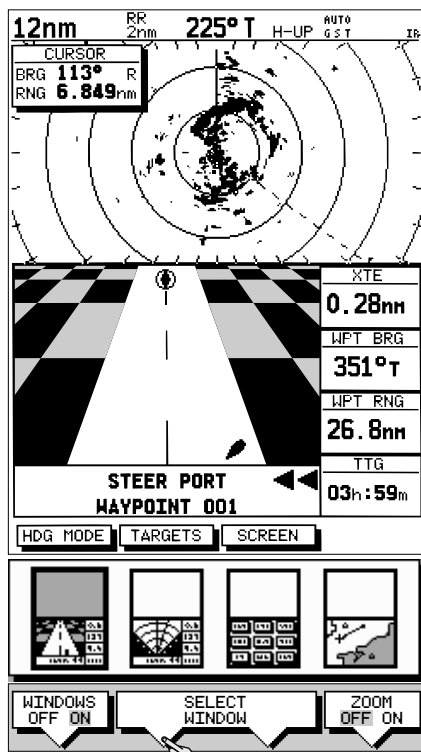 12nm RR 2nm 225°T H-UP AUTO GST IR
CURSOR
BRG 113° R
RNG 6.849nm
XTE
0.28nm
WPT BRG
351°T
WPT RNG
26.8nm
TTG
03h:59m
STEER PORT
WAYPOINT 001
HDG MODE TARGETS SCREEN
WINDOWS
OFF ON
SELECT
WINDOW
ZOOM
OFF ON